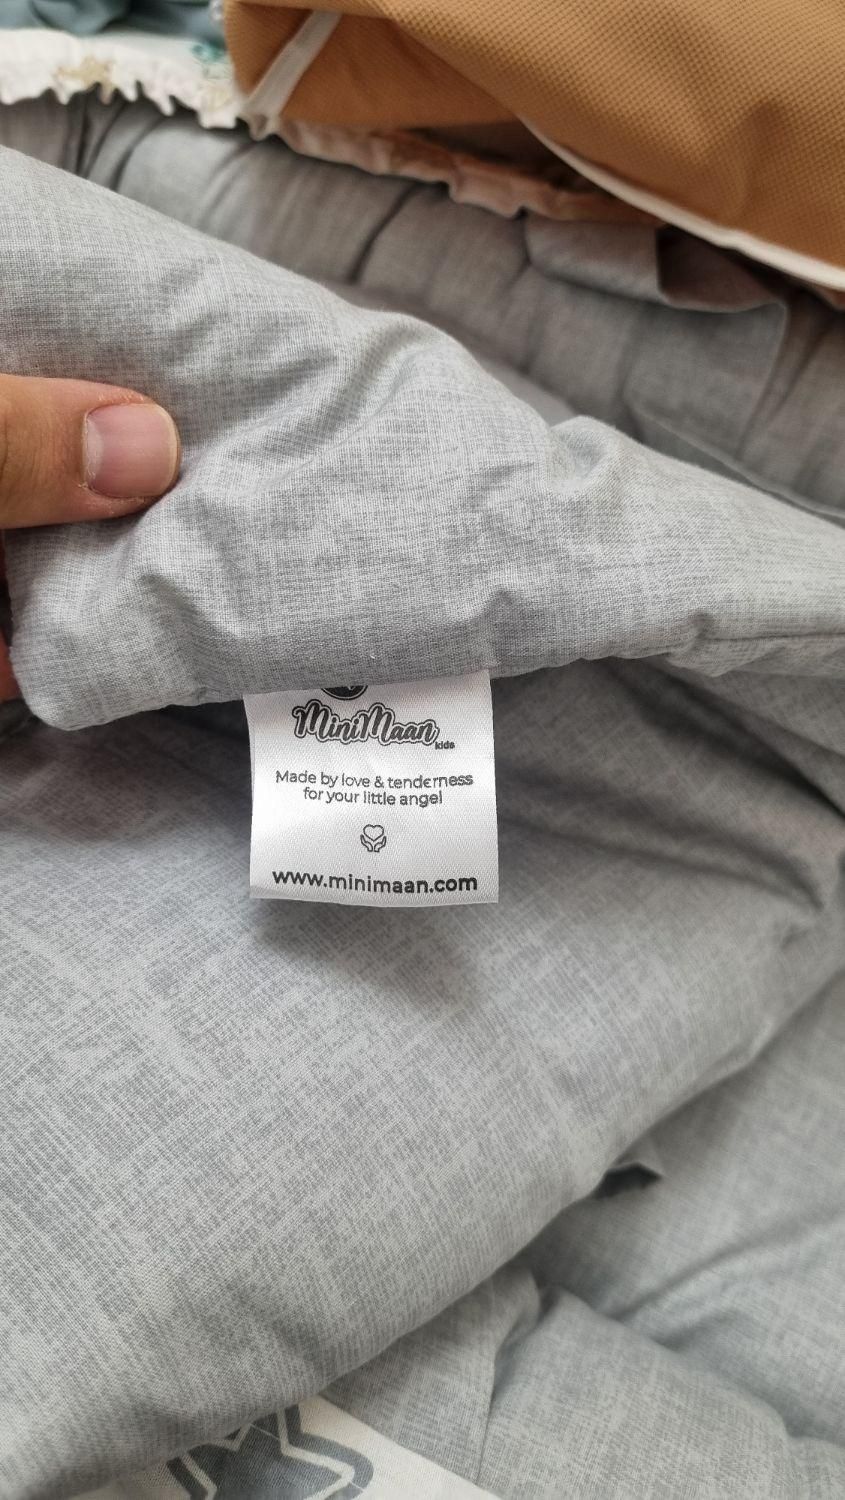 MiniMaan
kids
Made by love & tenderness
for your little angel
www.minimaan.com